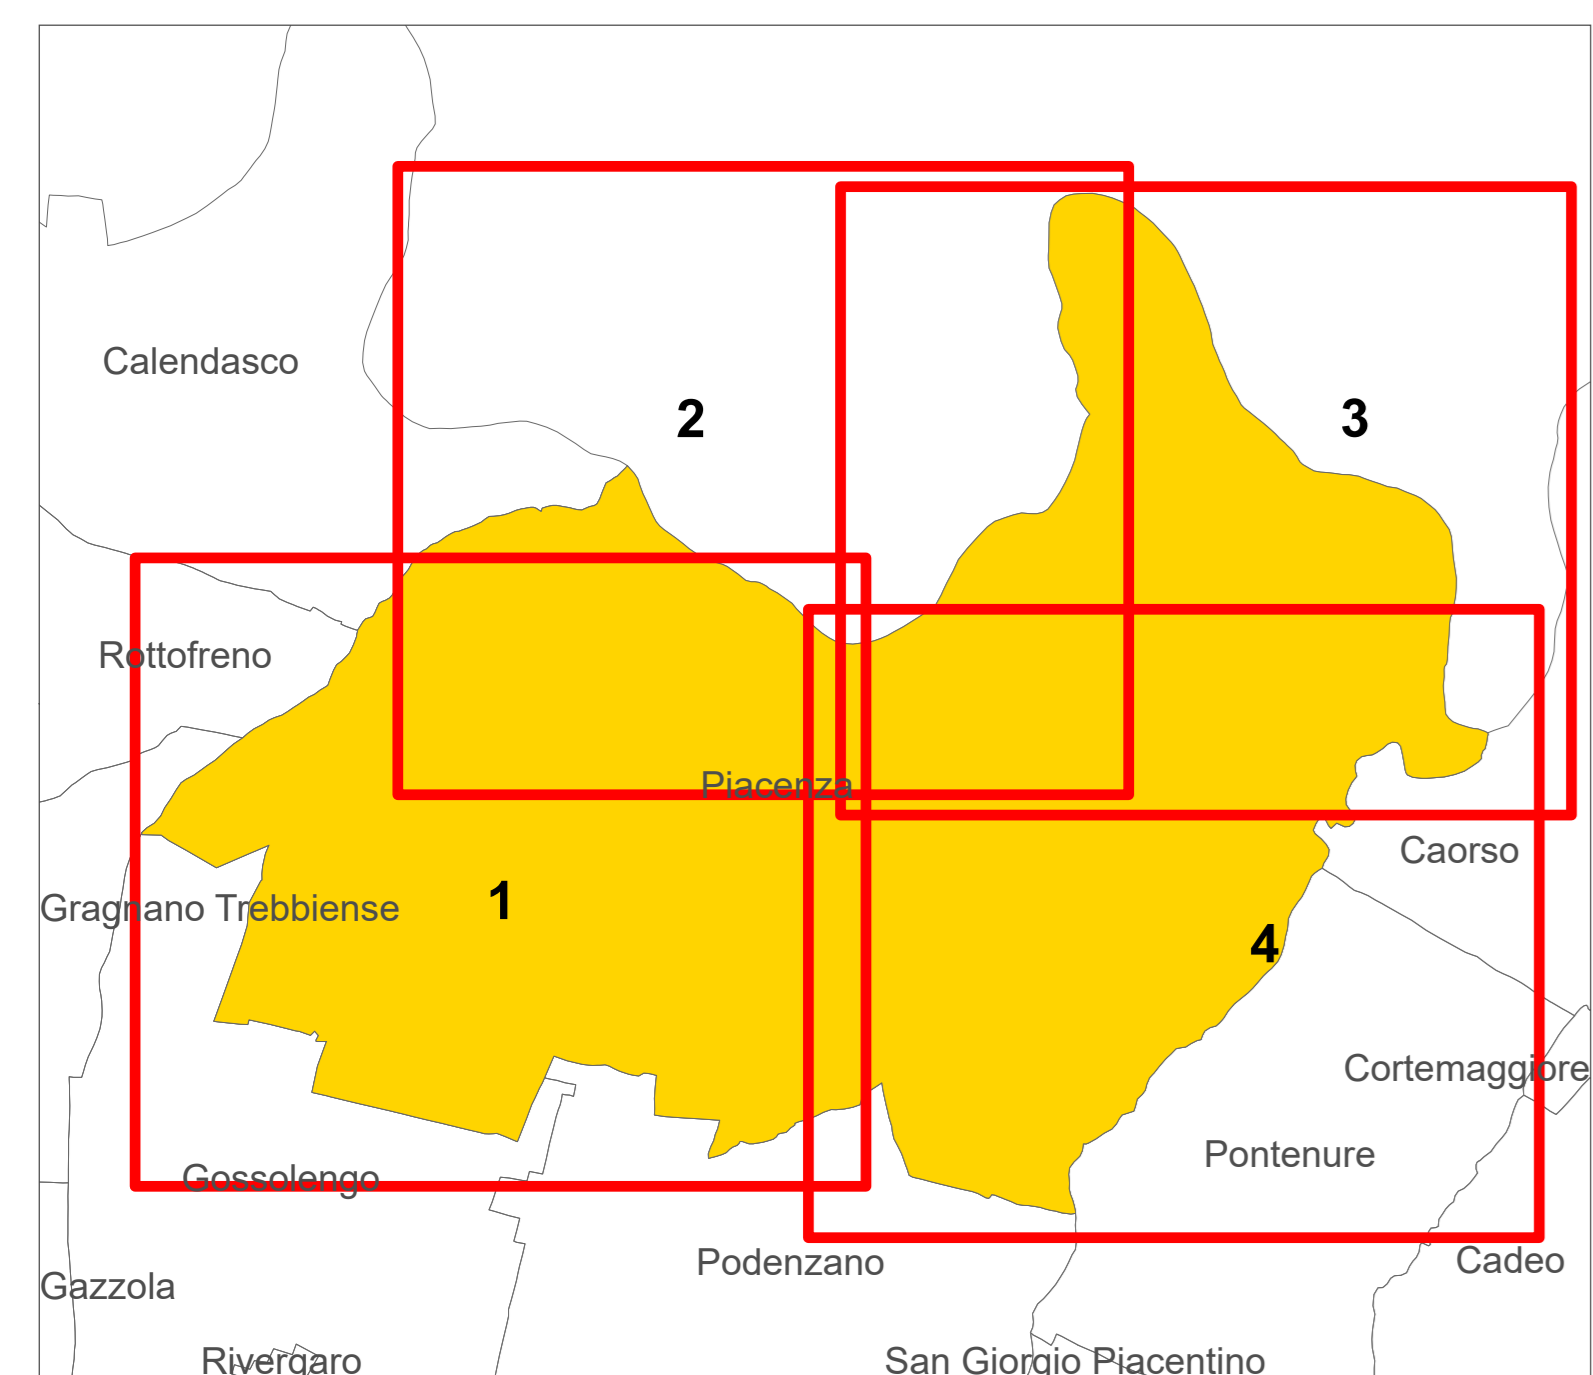 Calendasco
2
3
Rottofreno
Piacenza
Caorso
1
Gragnano Trebbiense
4
Cortemaggiore
Pontenure
Gossolengo
Podenzano
Cadeo
Gazzola
Rivergaro
San Giorgio Piacentino